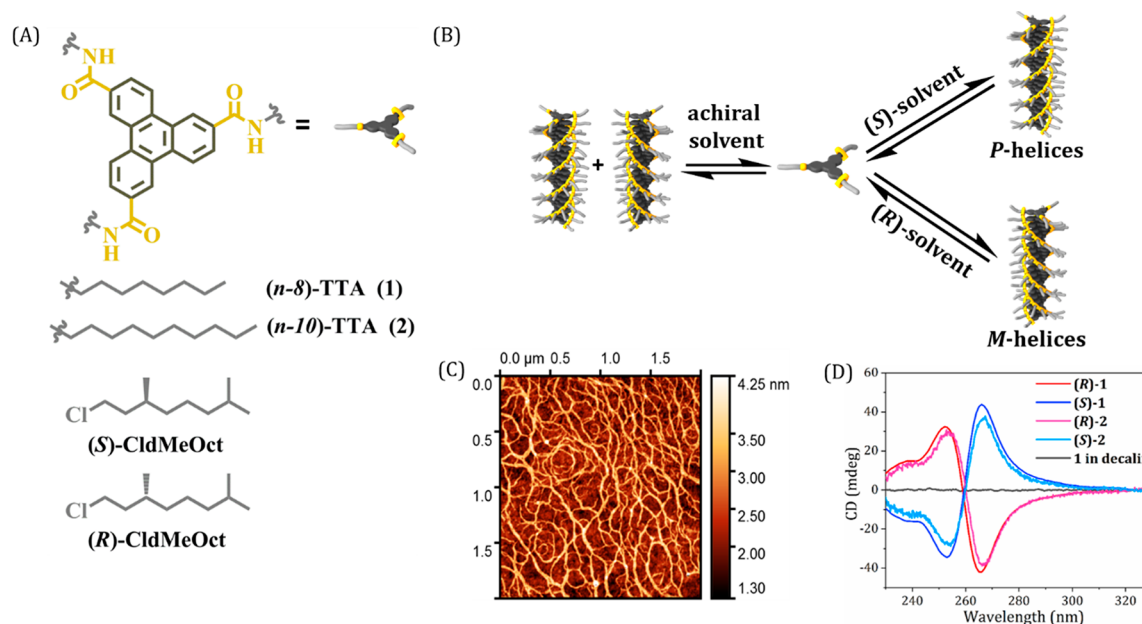 (A)
NH
O
O
N
H
=
O
N
H
(n-8)-TTA (1)
(n-10)-TTA (2)
Cl
(S)-CldMeOct
Cl
(R)-CldMeOct
(B)
+
achiral
solvent
(S)-solvent
(R)-solvent
P-helices
M-helices
(C)
0.0 µm 0.5 1.0 1.5
0.0
0.5
1.0
1.5
4.25 nm
3.50
3.00
2.50
2.00
1.30
(D)
60
40
20
0
-20
-40
CD (mdeg)
(R)-1
(S)-1
(R)-2
(S)-2
1 in decali
240 260 280 300 320
Wavelength (nm)